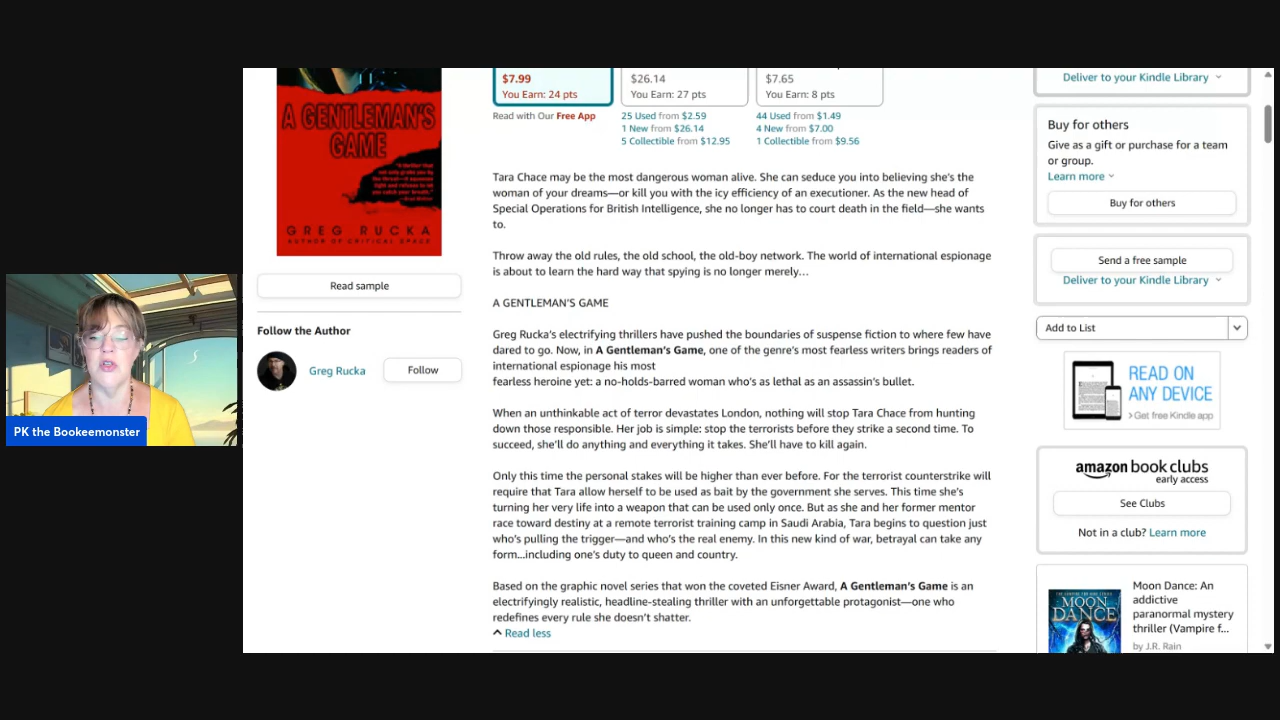 $7.99
You Earn: 24 pts
Read with Our Free App
$26.14
You Earn: 27 pts
25 Used from $2.59
1 New from $26.14
5 Collectible from $12.95
$7.65
You Earn: 8 pts
44 Used from $1.49
4 New from $7.00
1 Collectible from $9.56
A GENTLEMAN'S
GAME
GREG RUCKA
AUTHOR OF CRITICAL SPACE
Read sample
Follow the Author
Greg Rucka
Follow
PK the Bookeemonster
Tara Chace may be the most dangerous woman alive. She can seduce you into believing she's the
woman of your dreams—or kill you with the icy efficiency of an executioner. As the new head of
Special Operations for British Intelligence, she no longer has to court death in the field—she wants
to.
Throw away the old rules, the old school, the old-boy network. The world of international espionage
is about to learn the hard way that spying is no longer merely…
A GENTLEMAN'S GAME
Greg Rucka's electrifying thrillers have pushed the boundaries of suspense fiction to where few have
dared to go. Now, in A Gentleman's Game, one of the genre's most fearless writers brings readers of
international espionage his most
fearless heroine yet: a no-holds-barred woman who's as lethal as an assassin's bullet.
When an unthinkable act of terror devastates London, nothing will stop Tara Chace from hunting
down those responsible. Her job is simple: stop the terrorists before they strike a second time. To
succeed, she'll do anything and everything it takes. She'll have to kill again.
Only this time the personal stakes will be higher than ever before. For the terrorist counterstrike will
require that Tara allow herself to be used as bait by the government she serves. This time she's
turning her very life into a weapon that can be used only once. But as she and her former mentor
race toward destiny at a remote terrorist training camp in Saudi Arabia, Tara begins to question just
who's pulling the trigger—and who's the real enemy. In this new kind of war, betrayal can take any
form…including one's duty to queen and country.
Based on the graphic novel series that won the coveted Eisner Award, A Gentleman's Game is an
electrifyingly realistic, headline-stealing thriller with an unforgettable protagonist—one who
redefines every rule she doesn't shatter.
Read less
Deliver to your Kindle Library
Buy for others
Give as a gift or purchase for a team
or group.
Learn more
Buy for others
Send a free sample
Deliver to your Kindle Library
Add to List
READ ON
ANY DEVICE
> Get free Kindle app
amazon book clubs
early access
See Clubs
Not in a club? Learn more
MOON
DANCE
Moon Dance: An
addictive
paranormal mystery
thriller (Vampire f...
by J.R. Rain